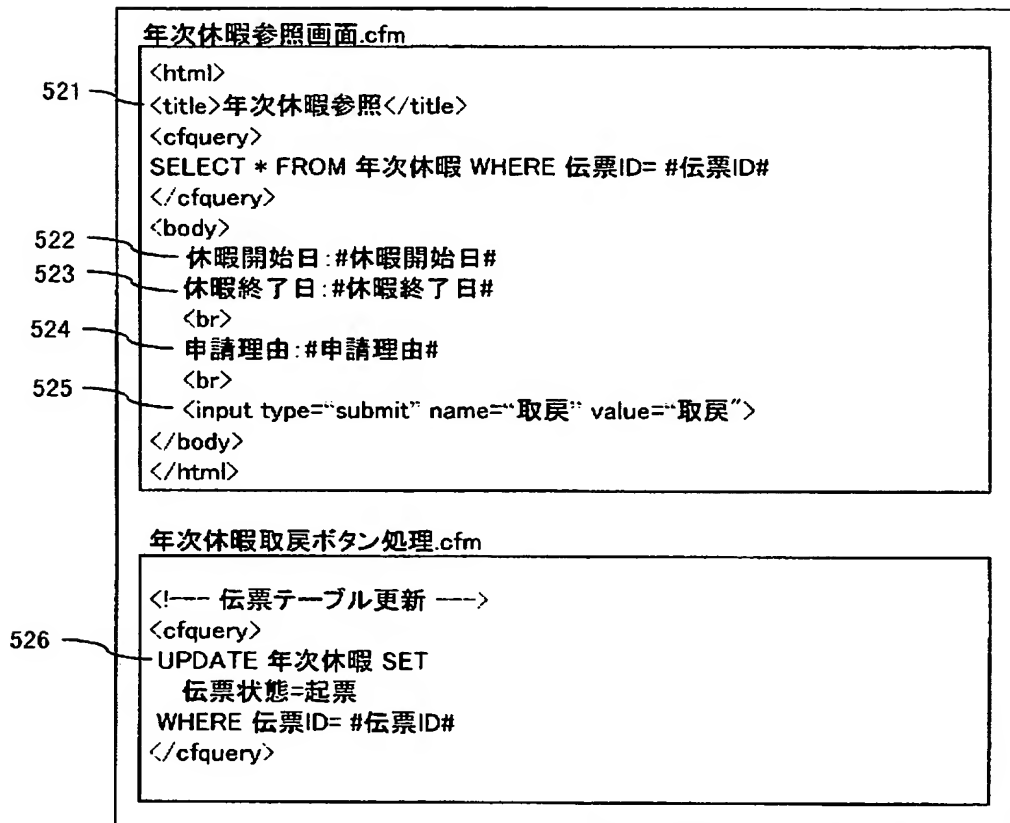 年次休暇参照画面.cfm
<html>
521 <title>年次休暇参照</title>
<cfquery>
SELECT * FROM 年次休暇 WHERE 伝票ID= #伝票ID#
</cfquery>
<body>
522 休暇開始日:#休暇開始日#
523 休暇終了日:#休暇終了日#
<br>
524 申請理由:#申請理由#
<br>
525 <input type="submit" name="取戻" value="取戻">
</body>
</html>
年次休暇取戻ボタン処理.cfm
<!--- 伝票テーブル更新 --->
<cfquery>
526 UPDATE 年次休暇 SET
伝票状態=起票
WHERE 伝票ID= #伝票ID#
</cfquery>